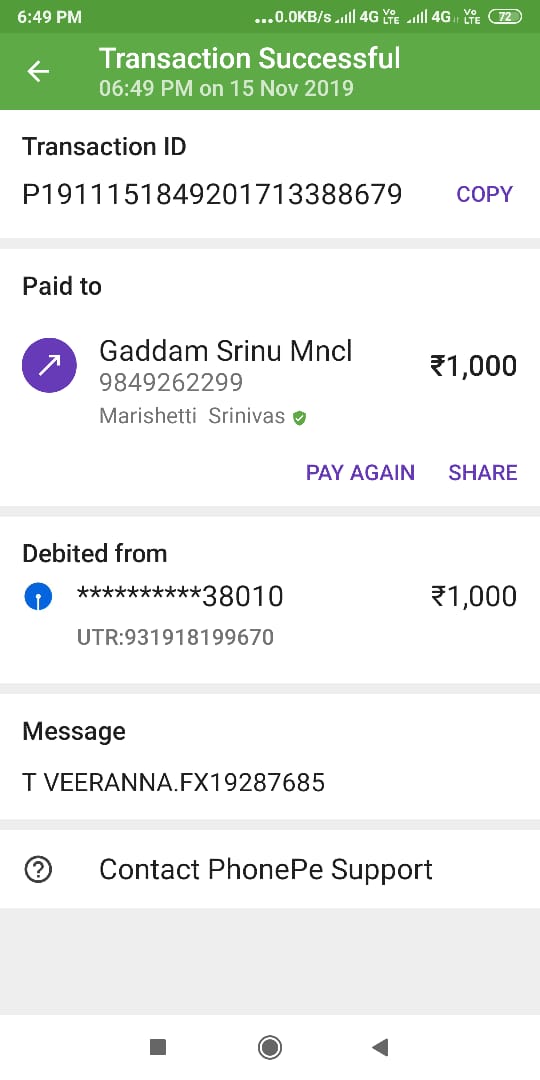 6:49 PM ...0.0KB/s 4G Vo LTE 4G Vo LTE 72
Transaction Successful
06:49 PM on 15 Nov 2019
Transaction ID
P1911151849201713388679 COPY
Paid to
Gaddam Srinu Mncl ₹1,000
9849262299
Marishetti Srinivas
PAY AGAIN SHARE
Debited from
**********38010 ₹1,000
UTR:931918199670
Message
T VEERANNA.FX19287685
Contact PhonePe Support